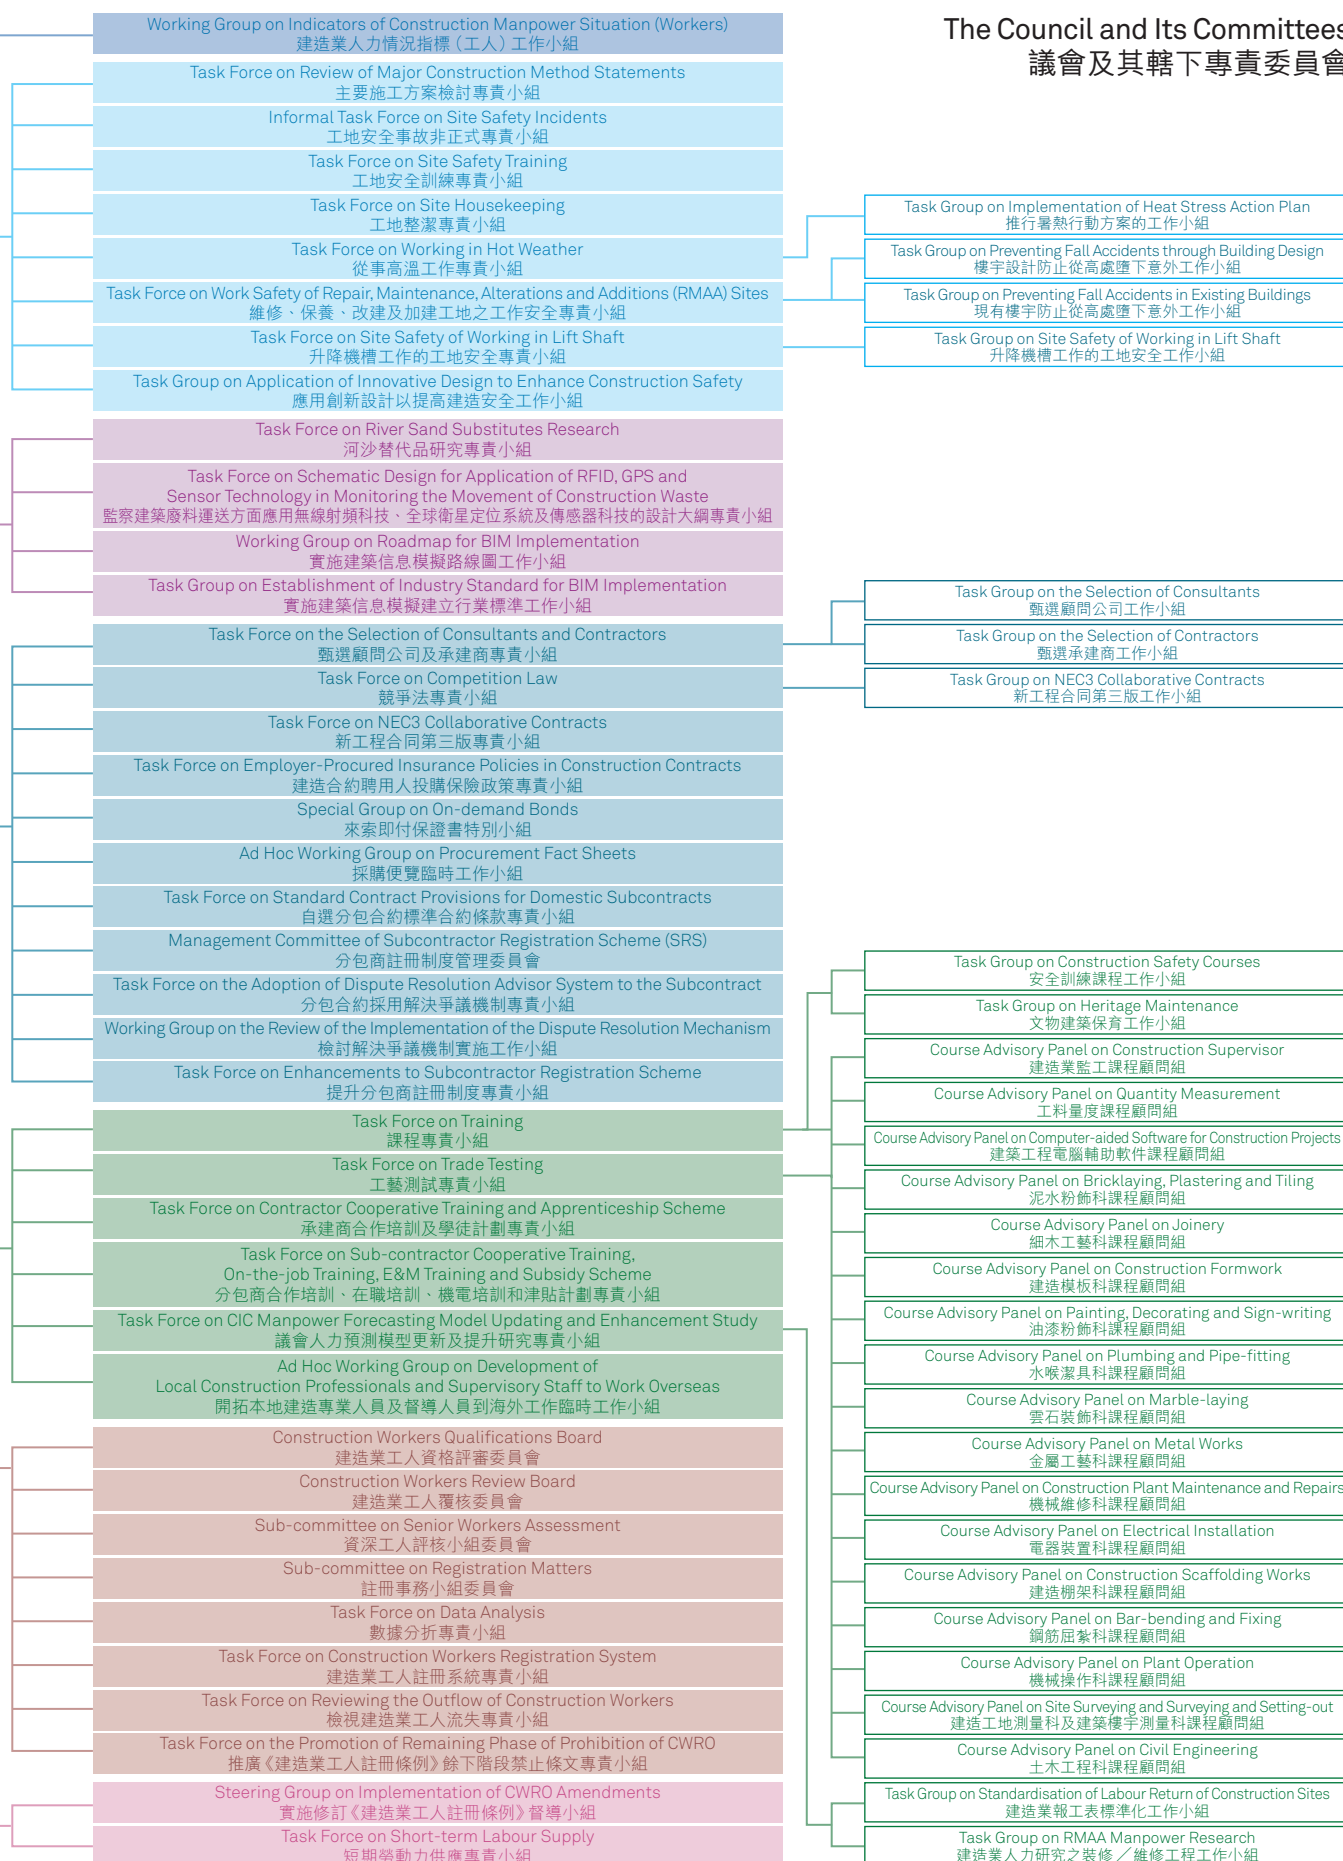 The Council and Its Committees
議會及其轄下專責委員會
Working Group on Indicators of Construction Manpower Situation (Workers)
建造業人力情況指標（工人）工作小組
Task Force on Review of Major Construction Method Statements
主要施工方案檢討專責小組
Informal Task Force on Site Safety Incidents
工地安全事故非正式專責小組
Task Force on Site Safety Training
工地安全訓練專責小組
Task Force on Site Housekeeping
工地整潔專責小組
Task Force on Working in Hot Weather
從事高溫工作專責小組
Task Force on Work Safety of Repair, Maintenance, Alterations and Additions (RMAA) Sites
維修、保養、改建及加建工地之工作安全專責小組
Task Force on Site Safety of Working in Lift Shaft
升降機槽工作的工地安全專責小組
Task Group on Application of Innovative Design to Enhance Construction Safety
應用創新設計以提高建造安全工作小組
Task Force on River Sand Substitutes Research
河沙替代品研究專責小組
Task Force on Schematic Design for Application of RFID, GPS and
Sensor Technology in Monitoring the Movement of Construction Waste
監察建築廢料運送方面應用無線射頻科技、全球衛星定位系統及傳感器科技的設計大綱專責小組
Working Group on Roadmap for BIM Implementation
實施建築信息模擬路線圖工作小組
Task Group on Establishment of Industry Standard for BIM Implementation
實施建築信息模擬建立行業標準工作小組
Task Force on the Selection of Consultants and Contractors
甄選顧問公司及承建商專責小組
Task Force on Competition Law
競爭法專責小組
Task Force on NEC3 Collaborative Contracts
新工程合同第三版專責小組
Task Force on Employer-Procured Insurance Policies in Construction Contracts
建造合約聘用人投購保險政策專責小組
Special Group on On-demand Bonds
來索即付保證書特別小組
Ad Hoc Working Group on Procurement Fact Sheets
採購便覽臨時工作小組
Task Force on Standard Contract Provisions for Domestic Subcontracts
自選分包合約標準合約條款專責小組
Management Committee of Subcontractor Registration Scheme (SRS)
分包商註冊制度管理委員會
Task Force on the Adoption of Dispute Resolution Advisor System to the Subcontract
分包合約採用解決爭議機制專責小組
Working Group on the Review of the Implementation of the Dispute Resolution Mechanism
檢討解決爭議機制實施工作小組
Task Force on Enhancements to Subcontractor Registration Scheme
提升分包商註冊制度專責小組
Task Force on Training
課程專責小組
Task Force on Trade Testing
工藝測試專責小組
Task Force on Contractor Cooperative Training and Apprenticeship Scheme
承建商合作培訓及學徒計劃專責小組
Task Force on Sub-contractor Cooperative Training,
On-the-job Training, E&M Training and Subsidy Scheme
分包商合作培訓、在職培訓、機電培訓和津貼計劃專責小組
Task Force on CIC Manpower Forecasting Model Updating and Enhancement Study
議會人力預測模型更新及提升研究專責小組
Ad Hoc Working Group on Development of
Local Construction Professionals and Supervisory Staff to Work Overseas
開拓本地建造專業人員及督導人員到海外工作臨時工作小組
Construction Workers Qualifications Board
建造業工人資格評審委員會
Construction Workers Review Board
建造業工人覆核委員會
Sub-committee on Senior Workers Assessment
資深工人評核小組委員會
Sub-committee on Registration Matters
註冊事務小組委員會
Task Force on Data Analysis
數據分折專責小組
Task Force on Construction Workers Registration System
建造業工人註冊系統專責小組
Task Force on Reviewing the Outflow of Construction Workers
檢視建造業工人流失專責小組
Task Force on the Promotion of Remaining Phase of Prohibition of CWRO
推廣《建造業工人註冊條例》餘下階段禁止條文專責小組
Steering Group on Implementation of CWRO Amendments
實施修訂《建造業工人註冊條例》督導小組
Task Force on Short-term Labour Supply
短期勞動力供應專責小組
Task Group on Implementation of Heat Stress Action Plan
推行暑熱行動方案的工作小組
Task Group on Preventing Fall Accidents through Building Design
樓宇設計防止從高處墮下意外工作小組
Task Group on Preventing Fall Accidents in Existing Buildings
現有樓宇防止從高處墮下意外工作小組
Task Group on Site Safety of Working in Lift Shaft
升降機槽工作的工地安全工作小組
Task Group on the Selection of Consultants
甄選顧問公司工作小組
Task Group on the Selection of Contractors
甄選承建商工作小組
Task Group on NEC3 Collaborative Contracts
新工程合同第三版工作小組
Task Group on Construction Safety Courses
安全訓練課程工作小組
Task Group on Heritage Maintenance
文物建築保育工作小組
Course Advisory Panel on Construction Supervisor
建造業監工課程顧問組
Course Advisory Panel on Quantity Measurement
工料量度課程顧問組
Course Advisory Panel on Computer-aided Software for Construction Projects
建築工程電腦輔助軟件課程顧問組
Course Advisory Panel on Bricklaying, Plastering and Tiling
泥水粉飾科課程顧問組
Course Advisory Panel on Joinery
細木工藝科課程顧問組
Course Advisory Panel on Construction Formwork
建造模板科課程顧問組
Course Advisory Panel on Painting, Decorating and Sign-writing
油漆粉飾科課程顧問組
Course Advisory Panel on Plumbing and Pipe-fitting
水喉潔具科課程顧問組
Course Advisory Panel on Marble-laying
雲石裝飾科課程顧問組
Course Advisory Panel on Metal Works
金屬工藝科課程顧問組
Course Advisory Panel on Construction Plant Maintenance and Repairs
機械維修科課程顧問組
Course Advisory Panel on Electrical Installation
電器裝置科課程顧問組
Course Advisory Panel on Construction Scaffolding Works
建造棚架科課程顧問組
Course Advisory Panel on Bar-bending and Fixing
鋼筋屈紮科課程顧問組
Course Advisory Panel on Plant Operation
機械操作科課程顧問組
Course Advisory Panel on Site Surveying and Surveying and Setting-out
建造工地測量科及建築樓宇測量科課程顧問組
Course Advisory Panel on Civil Engineering
土木工程科課程顧問組
Task Group on Standardisation of Labour Return of Construction Sites
建造業報工表標準化工作小組
Task Group on RMAA Manpower Research
建造業人力研究之裝修／維修工程工作小組